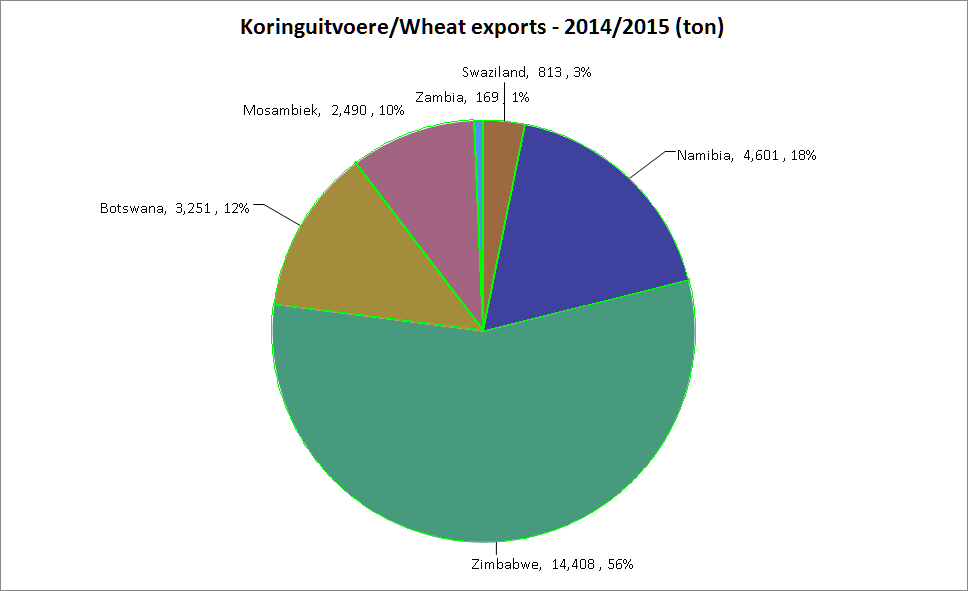 Koringuitvoere/Wheat exports - 2014/2015 (ton)
Swaziland, 813 , 3%
Zambia, 169 , 1%
Mosambiek, 2,490 , 10%
Namibia, 4,601 , 18%
Botswana, 3,251 , 12%
Zimbabwe, 14,408 , 56%